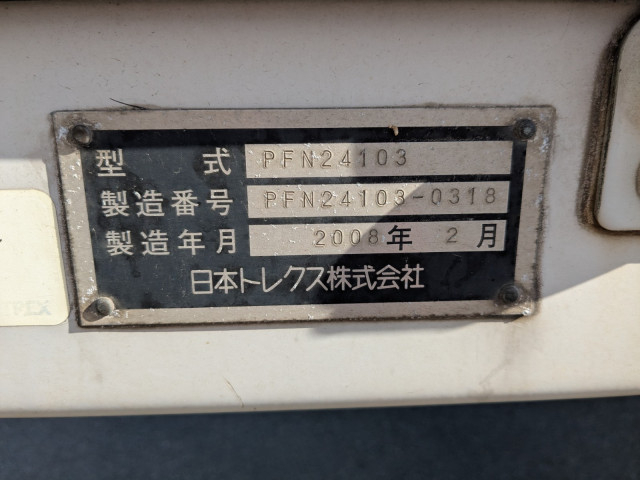 型式 PFN24103
製造番号 PFN24103-0318
製造年月 2008年 2月
日本トレクス株式会社